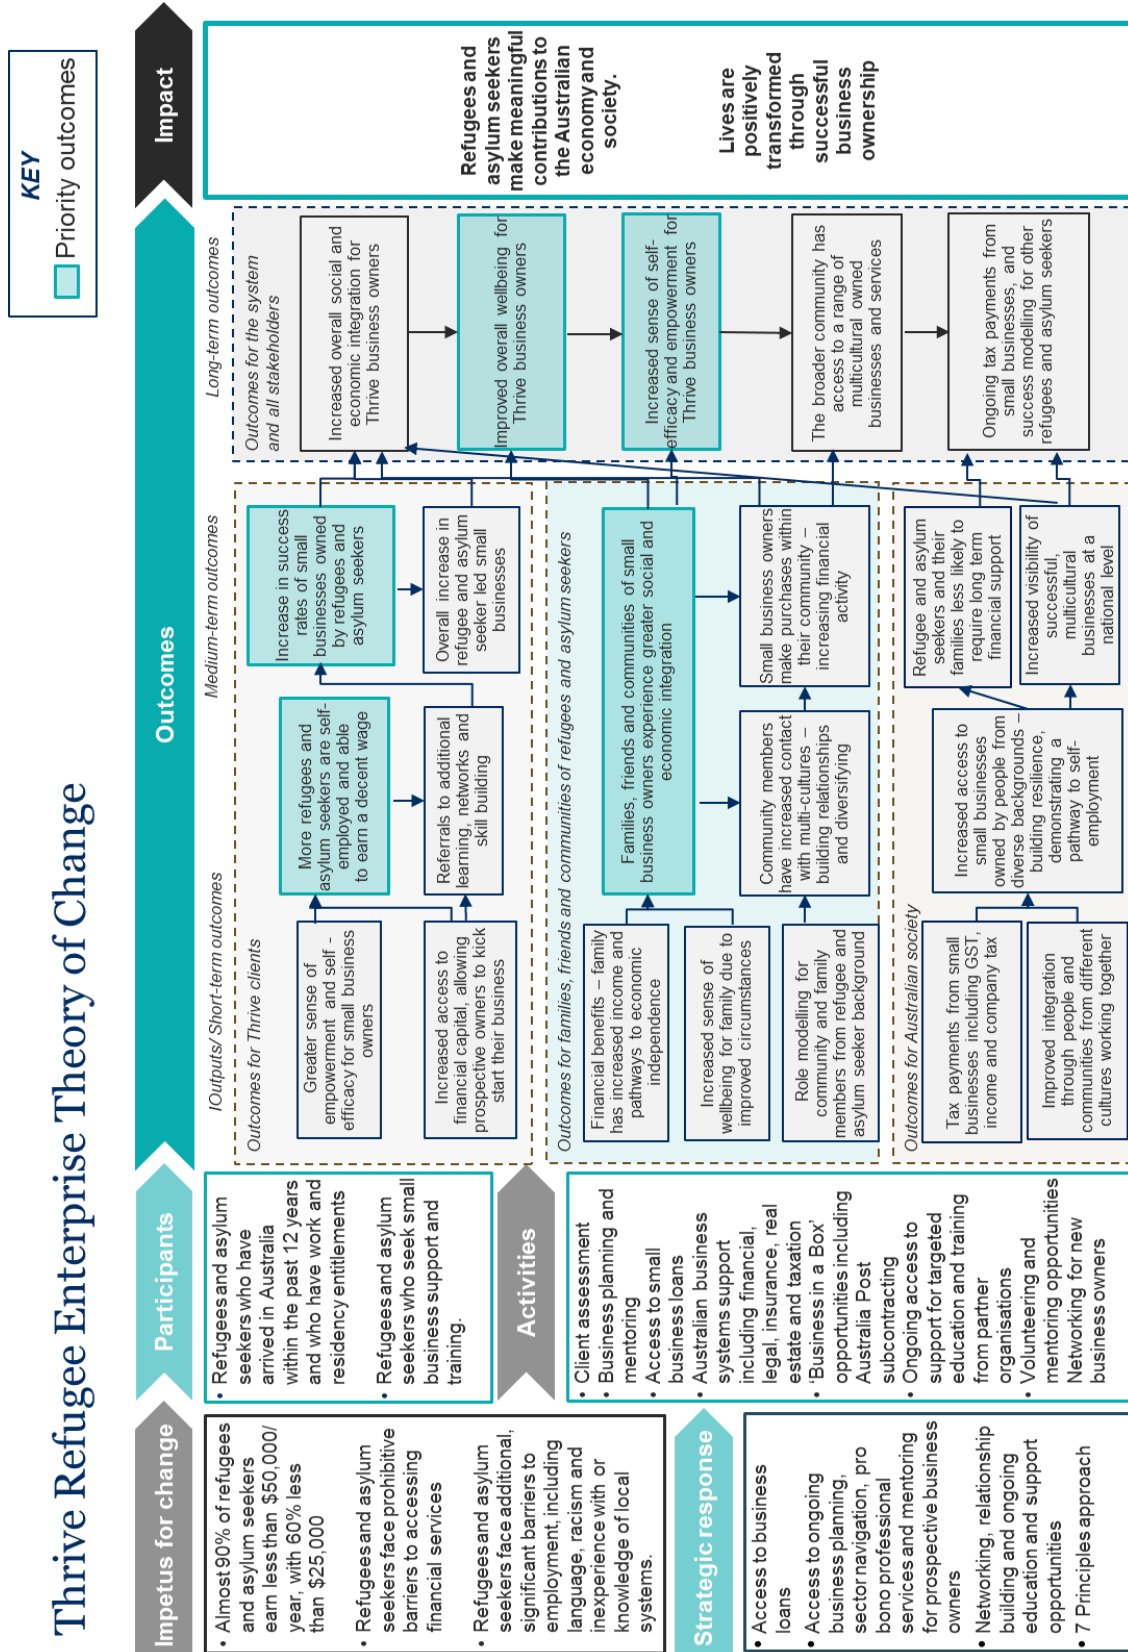 Thrive Refugee Enterprise Theory of Change
KEY
Priority outcomes
Impetus for change
• Almost 90% of refugees
and asylum seekers
earn less than $50,000/
year, with 60% less
than $25,000
• Refugees and asylum
seekers face prohibitive
barriers to accessing
financial services
• Refugees and asylum
seekers face additional,
significant barriers to
employment, including
language, racism and
inexperience with or
knowledge of local
systems.
Strategic response
• Access to business
loans
• Access to ongoing
business planning,
sector navigation, pro
bono professional
services and mentoring
for prospective business
owners
• Networking, relationship
building and ongoing
education and support
opportunities
• 7 Principles approach
Participants
• Refugees and asylum
seekers who have
arrived in Australia
within the past 12 years
and who have work and
residency entitlements
• Refugees and asylum
seekers who seek small
business support and
training.
Activities
• Client assessment
• Business planning and
mentoring
• Access to small
business loans
• Australian business
systems support
including financial,
legal, insurance, real
estate and taxation
• ‘Business in a Box’
opportunities including
Australia Post
subcontracting
• Ongoing access to
support for targeted
education and training
from partner
organisations
• Volunteering and
mentoring opportunities
• Networking for new
business owners
Outcomes
IOutputs/ Short-term outcomes
Medium-term outcomes
Long-term outcomes
Outcomes for Thrive clients
Greater sense of
empowerment and self -
efficacy for small business
owners
Increased access to
financial capital, allowing
prospective owners to kick
start their business
More refugees and
asylum seekers are self-
employed and able
to earn a decent wage
Referrals to additional
learning, networks and
skill building
Increase in success
rates of small
businesses owned
by refugees and
asylum seekers
Overall increase in
refugee and asylum
seeker led small
businesses
Outcomes for families, friends and communities of refugees and asylum seekers
Financial benefits – family
has increased income and
pathways to economic
independence
Increased sense of
wellbeing for family due to
improved circumstances
Role modelling for
community and family
members from refugee and
asylum seeker background
Families, friends and communities of small
business owners experience greater social and
economic integration
Community members
have increased contact
with multi-cultures –
building relationships
and diversifying
Small business owners
make purchases within
their community –
increasing financial
activity
Outcomes for Australian society
Tax payments from small
businesses including GST,
income and company tax
Improved integration
through people and
communities from different
cultures working together
Increased access to
small businesses
owned by people from
diverse backgrounds –
building resilience,
demonstrating a
pathway to self-
employment
Refugee and asylum
seekers and their
families less likely to
require long term
financial support
Increased visibility of
successful,
multicultural
businesses at a
national level
Outcomes for the system
and all stakeholders
Increased overall social and
economic integration for
Thrive business owners
Improved overall wellbeing for
Thrive business owners
Increased sense of self-
efficacy and empowerment for
Thrive business owners
The broader community has
access to a range of
multicultural owned
businesses and services
Ongoing tax payments from
small businesses, and
success modelling for other
refugees and asylum seekers
Impact
Refugees and
asylum seekers
make meaningful
contributions to
the Australian
economy and
society.
Lives are
positively
transformed
through
successful
business
ownership